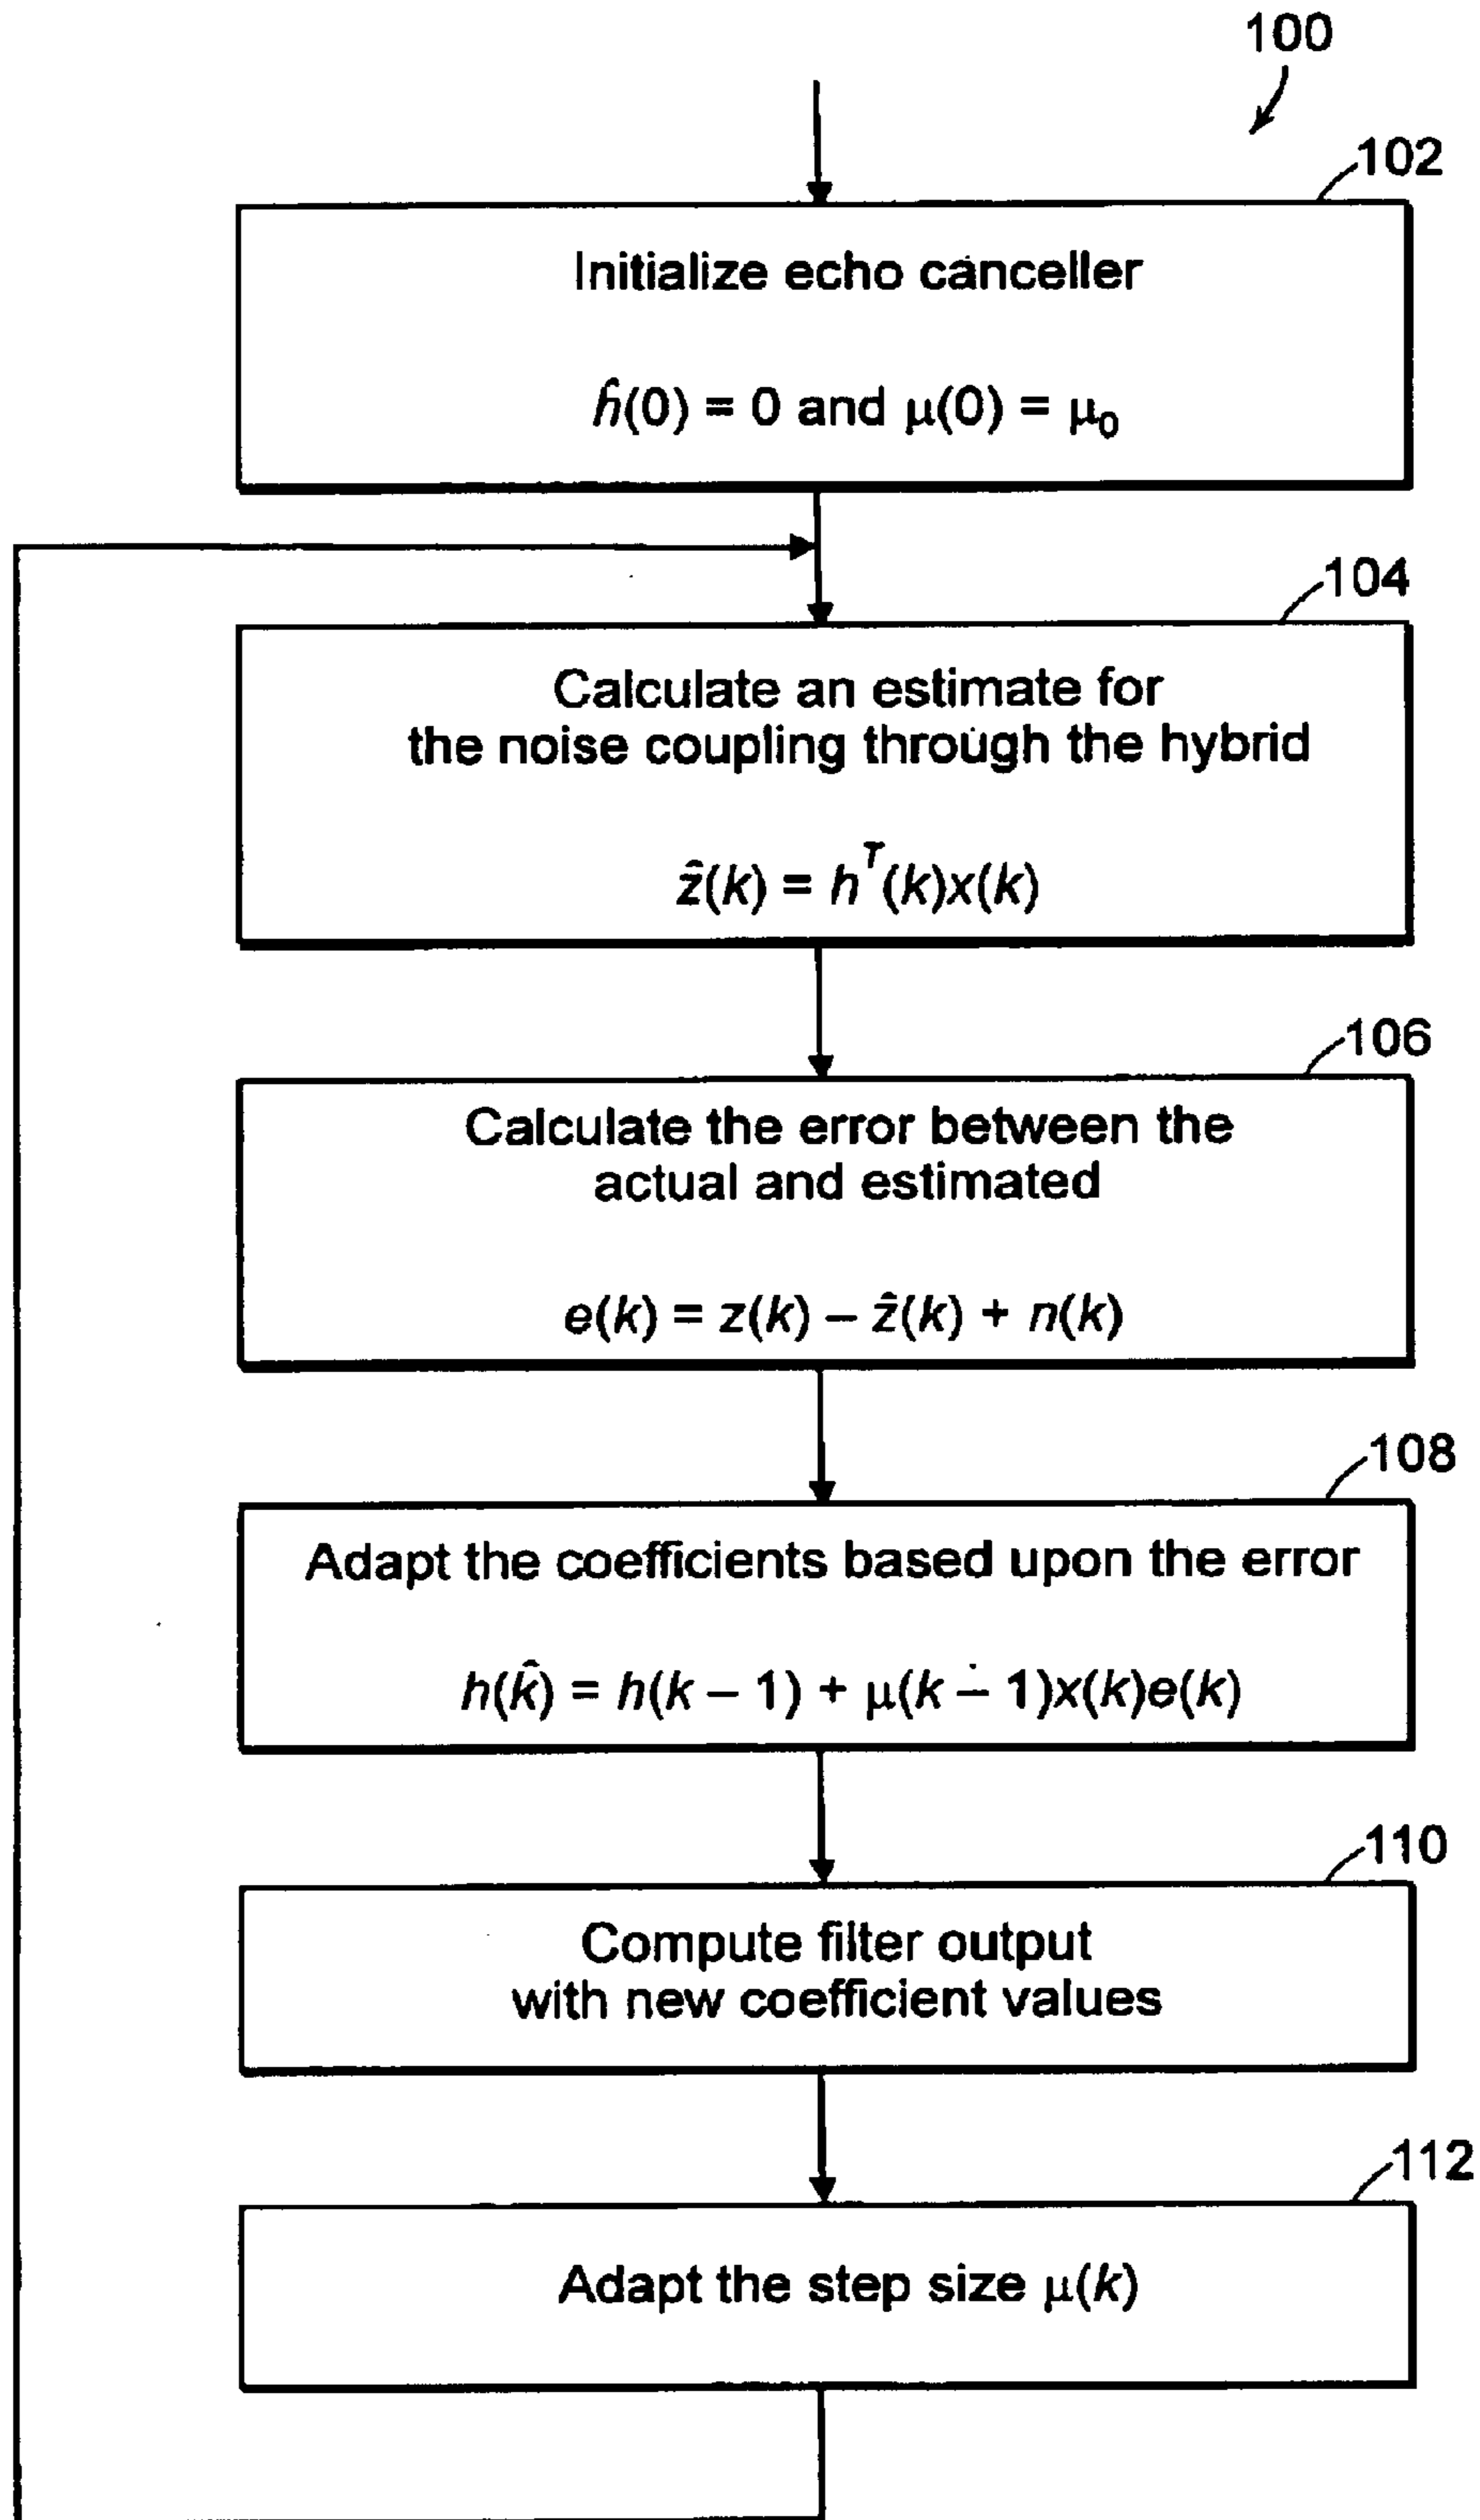 100
102
Initialize echo canceller
ĥ(0) = 0 and μ(0) = μ₀
104
Calculate an estimate for
the noise coupling through the hybrid
ẑ(k) = hᵀ(k)x(k)
106
Calculate the error between the
actual and estimated
e(k) = z(k) – ẑ(k) + n(k)
108
Adapt the coefficients based upon the error
h(k̂) = h(k – 1) + μ(k – 1)x(k)e(k)
110
Compute filter output
with new coefficient values
112
Adapt the step size μ(k)